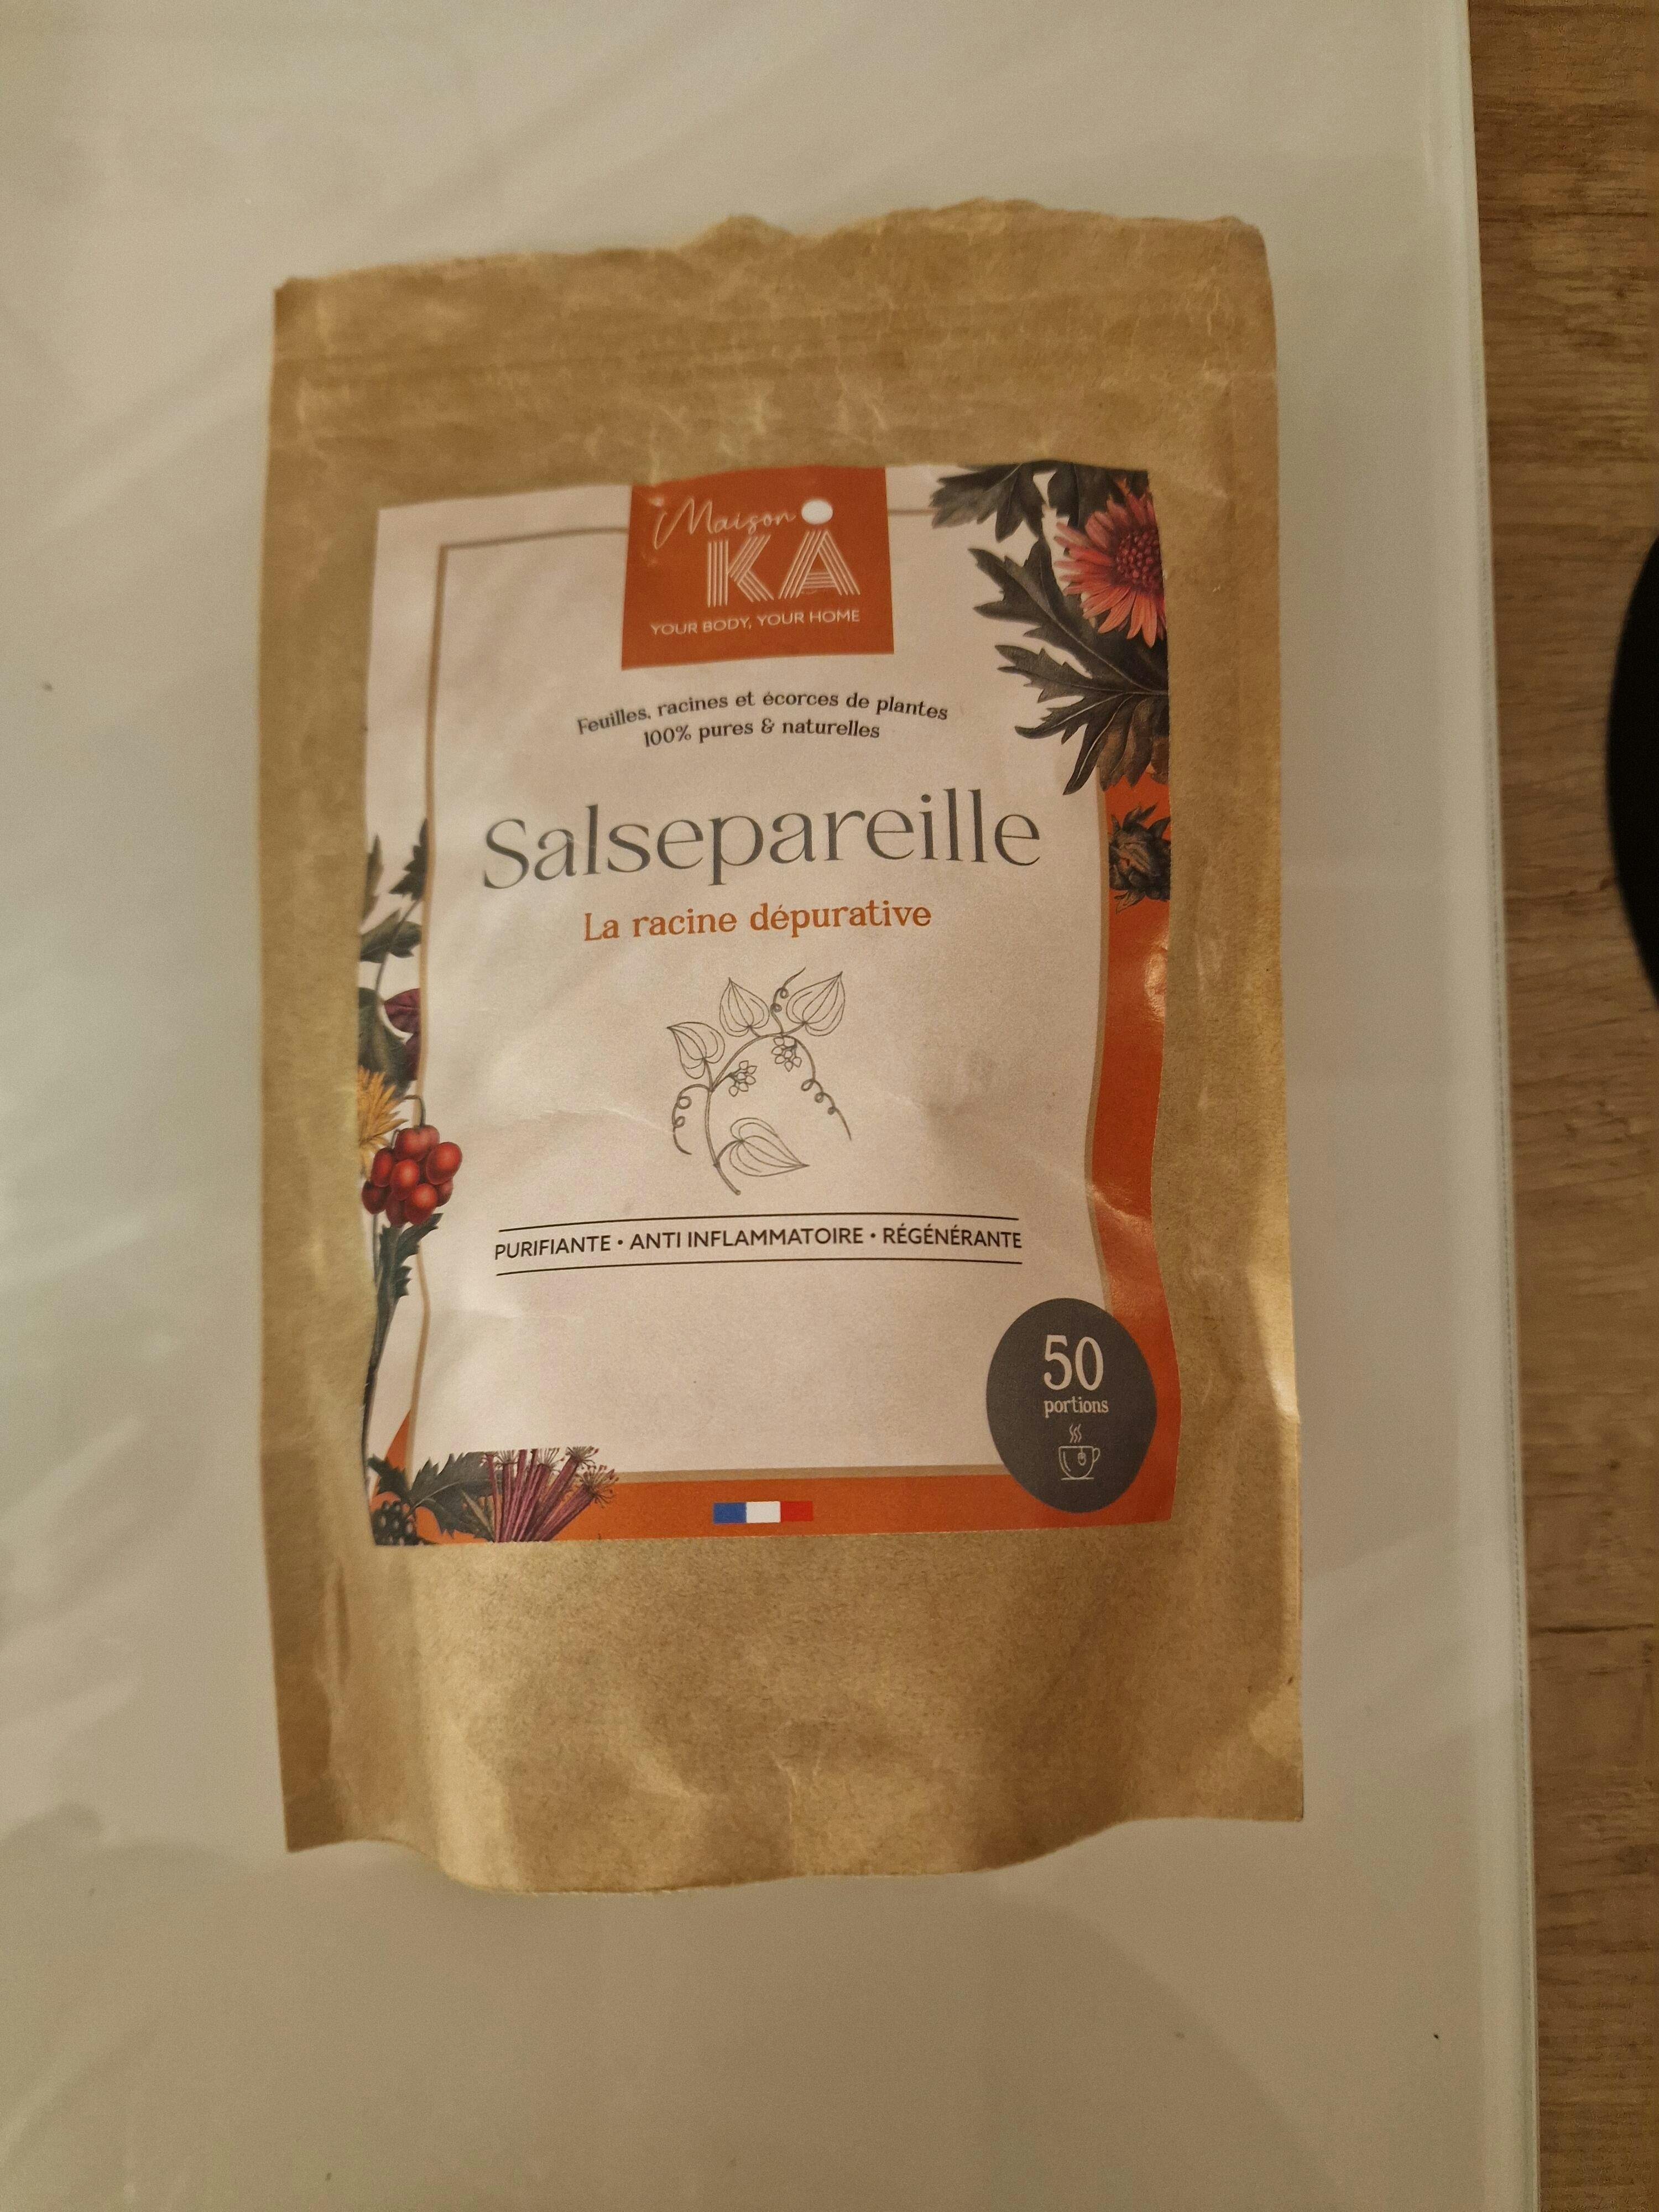 Maison
KÅ
YOUR BODY, YOUR HOME
Feuilles, racines et écorces de plantes
100% pures & naturelles
Salsepareille
La racine dépurative
PURIFIANTE • ANTI INFLAMMATOIRE • RÉGÉNÉRANTE
50
portions